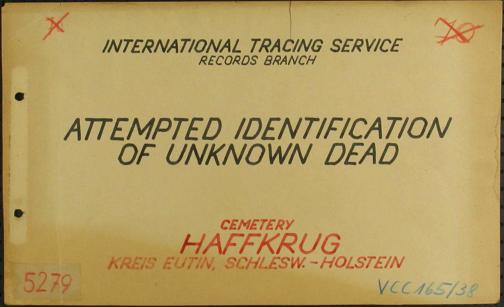 INTERNATIONAL TRACING SERVICE
RECORDS BRANCH
ATTEMPTED IDENTIFICATION
OF UNKNOWN DEAD
CEMETERY
HAFFKRUG
KREIS EUTIN, SCHLESW.-HOLSTEIN
5279
VCC 165/38